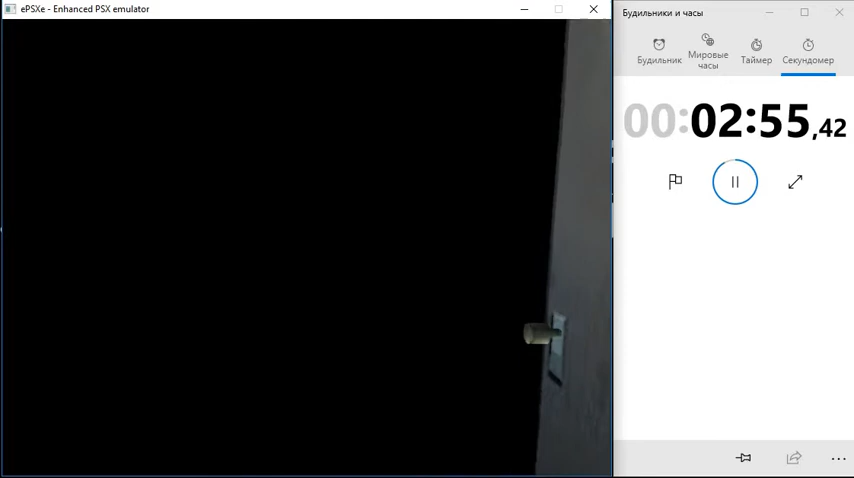 ePSXe - Enhanced PSX emulator
Будильники и часы
Будильник
Мировые
часы
Таймер
Секундомер
00:02:55,42